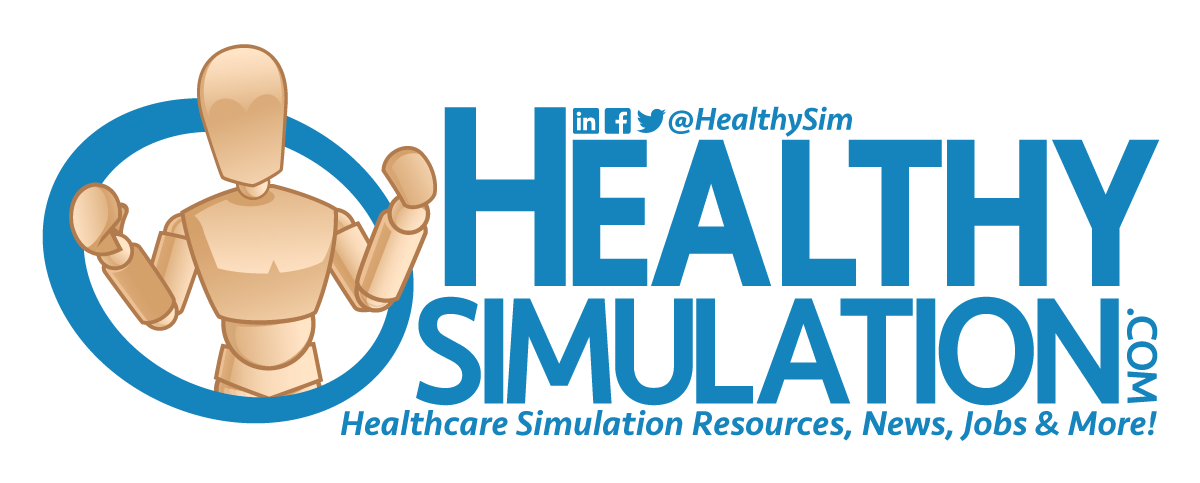 @HealthySim
HEALTHY
SIMULATION
.COM
Healthcare Simulation Resources, News, Jobs & More!